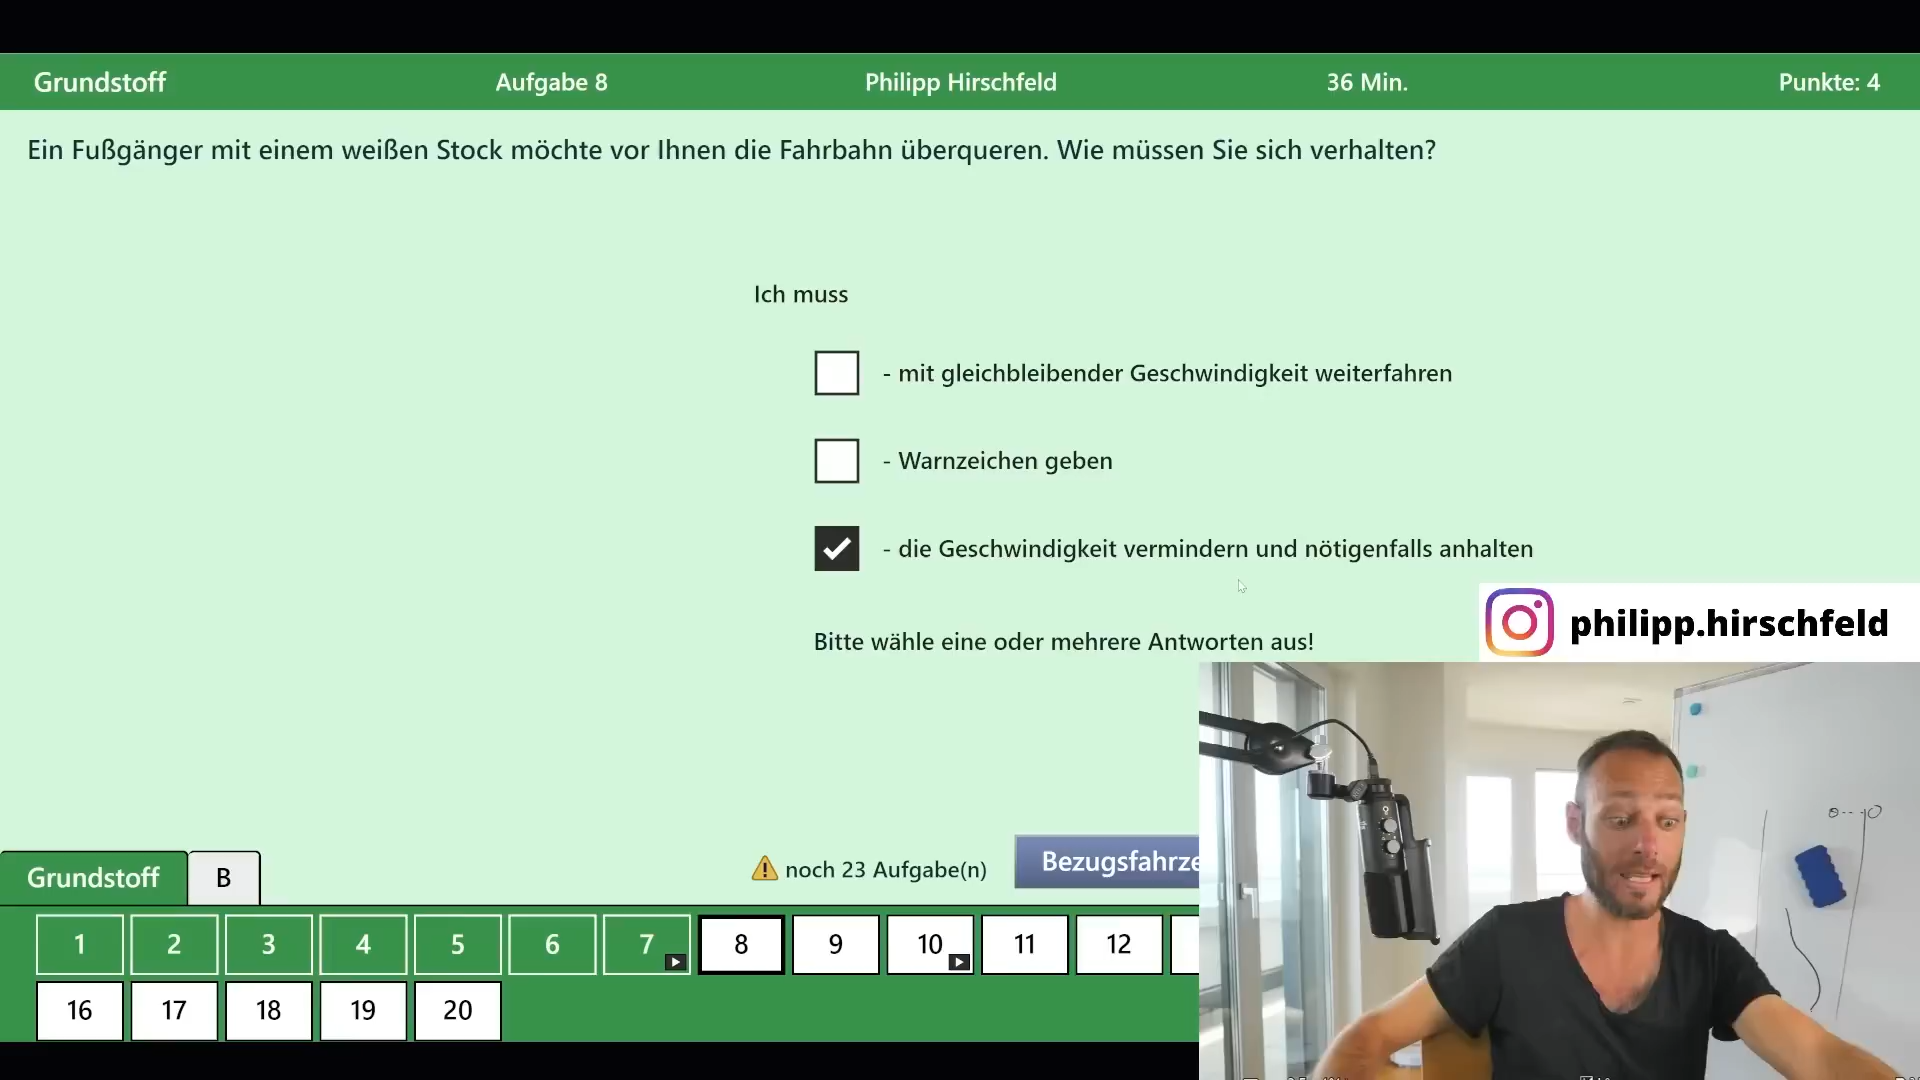 Grundstoff
Aufgabe 8
Philipp Hirschfeld
36 Min.
Punkte: 4
Ein Fußgänger mit einem weißen Stock möchte vor Ihnen die Fahrbahn überqueren. Wie müssen Sie sich verhalten?
Ich muss
- mit gleichbleibender Geschwindigkeit weiterfahren
- Warnzeichen geben
- die Geschwindigkeit vermindern und nötigenfalls anhalten
Bitte wähle eine oder mehrere Antworten aus!
philipp.hirschfeld
Grundstoff
B
noch 23 Aufgabe(n)
Bezugsfahrze
1 2 3 4 5 6 7 8 9 10 11 12
16 17 18 19 20